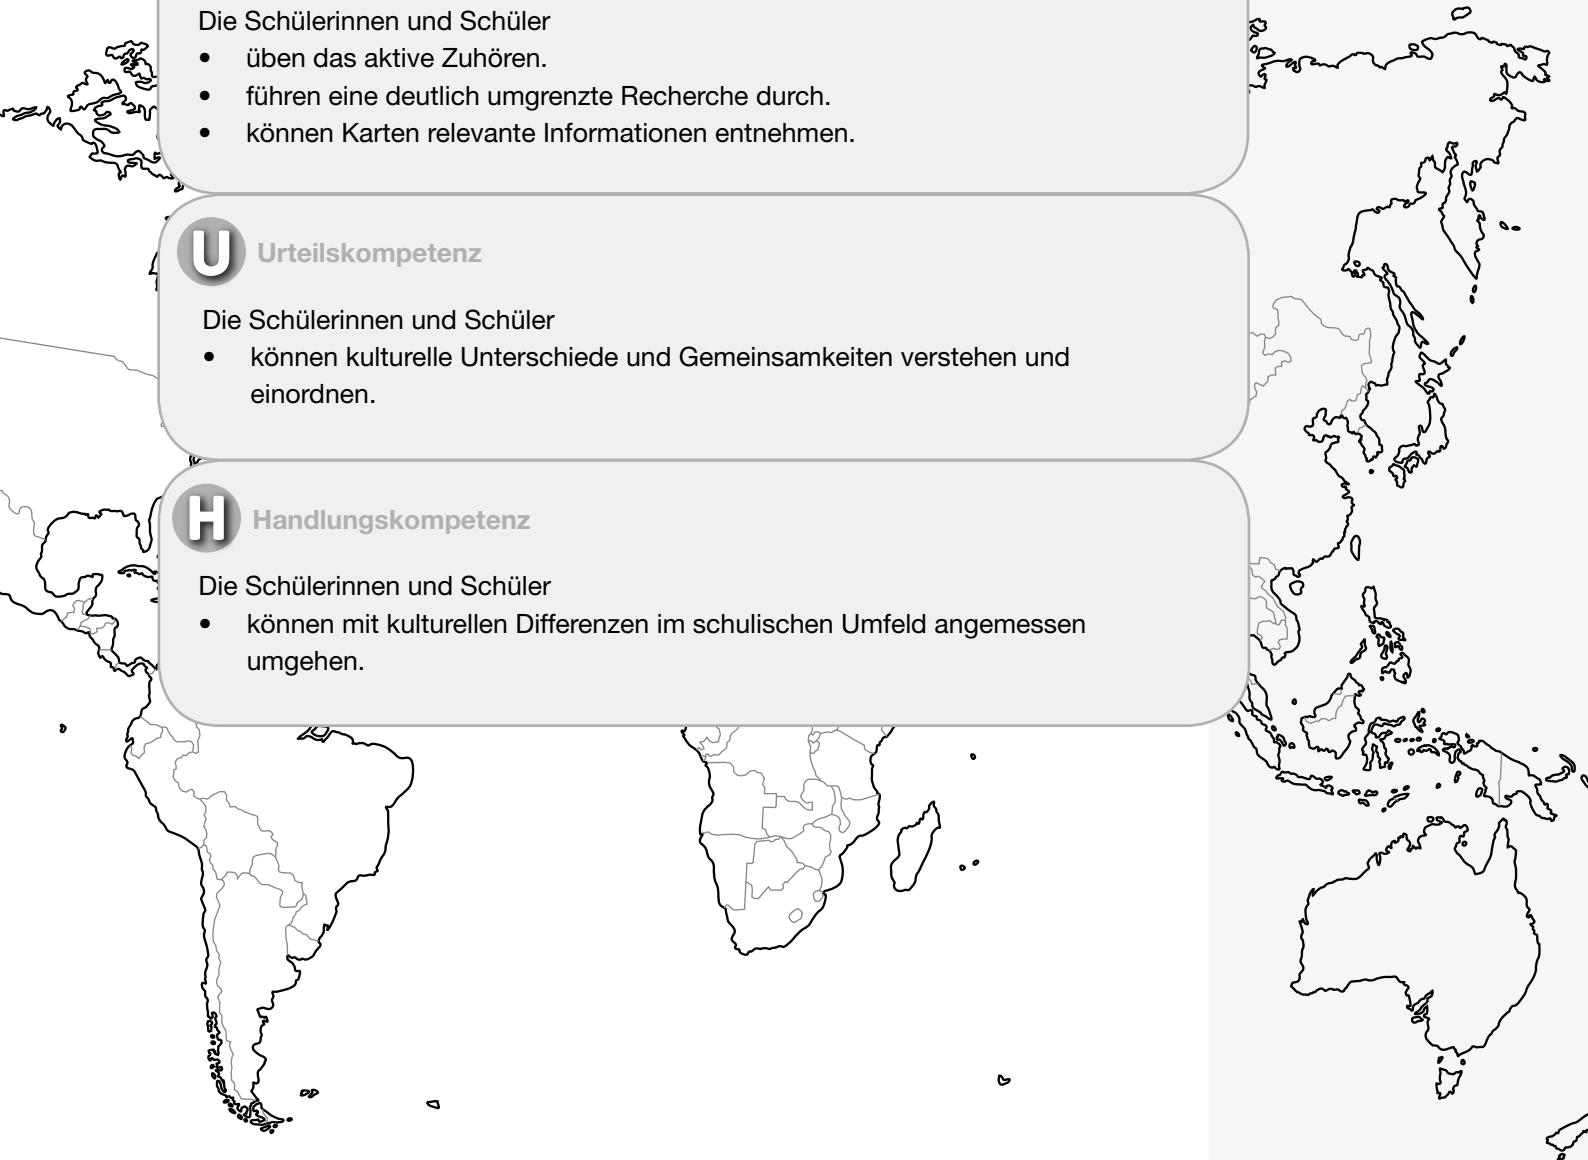 Die Schülerinnen und Schüler
• üben das aktive Zuhören.
• führen eine deutlich umgrenzte Recherche durch.
• können Karten relevante Informationen entnehmen.
U Urteilskompetenz
Die Schülerinnen und Schüler
• können kulturelle Unterschiede und Gemeinsamkeiten verstehen und
einordnen.
H Handlungskompetenz
Die Schülerinnen und Schüler
• können mit kulturellen Differenzen im schulischen Umfeld angemessen
umgehen.